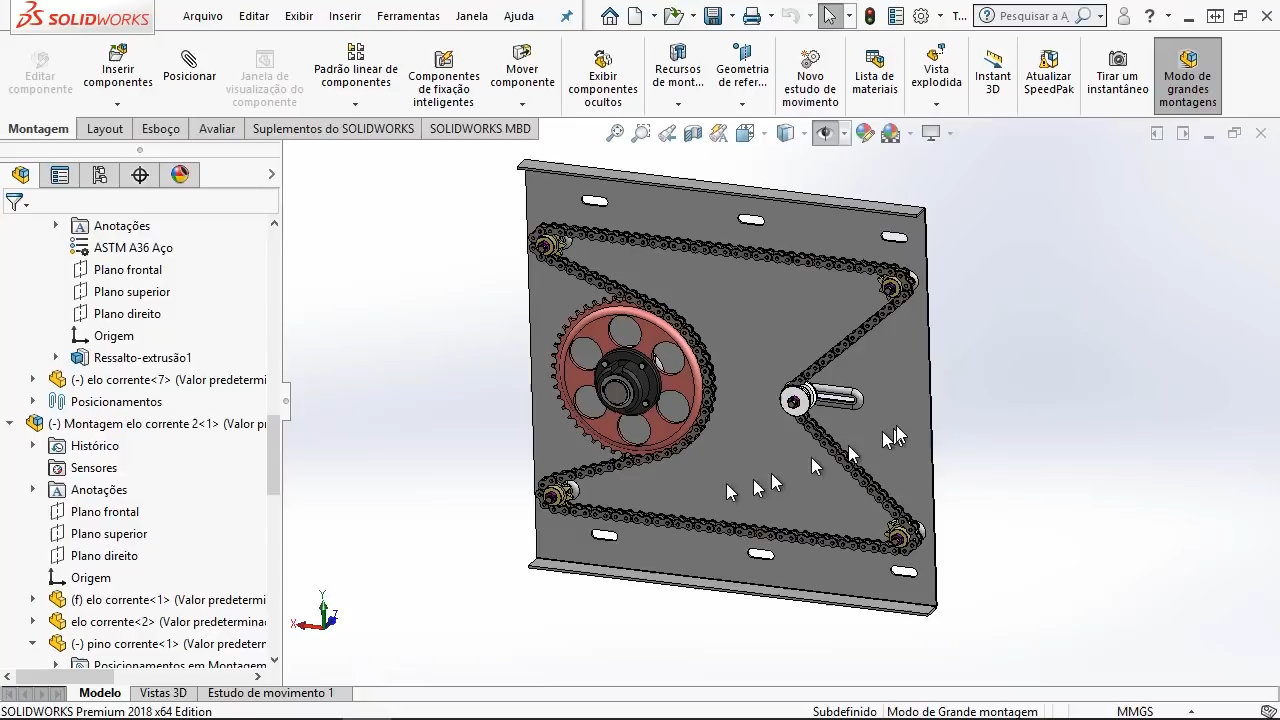 SOLIDWORKS
Arquivo Editar Exibir Inserir Ferramentas Janela Ajuda
T...
Pesquisar a A
Editar componente
Inserir componentes
Posicionar
Janela de visualização do componente
Padrão linear de componentes
Componentes de fixação inteligentes
Mover componente
Exibir componentes ocultos
Recursos de mont...
Geometria de refer...
Novo estudo de movimento
Lista de materiais
Vista explodida
Instant 3D
Atualizar SpeedPak
Tirar um instantâneo
Modo de grandes montagens
Montagem Layout Esboço Avaliar Suplementos do SOLIDWORKS SOLIDWORKS MBD
Anotações
ASTM A36 Aço
Plano frontal
Plano superior
Plano direito
Origem
Ressalto-extrusão1
(-) elo corrente<7> (Valor predetermi
Posicionamentos
(-) Montagem elo corrente 2<1> (Valor p
Histórico
Sensores
Anotações
Plano frontal
Plano superior
Plano direito
Origem
(f) elo corrente<1> (Valor predetermi
elo corrente<2> (Valor predetermina
(-) pino corrente<1> (Valor predeterm
Posicionamentos em Montagem
Y
X
Z
Modelo Vistas 3D Estudo de movimento 1
SOLIDWORKS Premium 2018 x64 Edition
Subdefinido Modo de Grande montagem MMGS